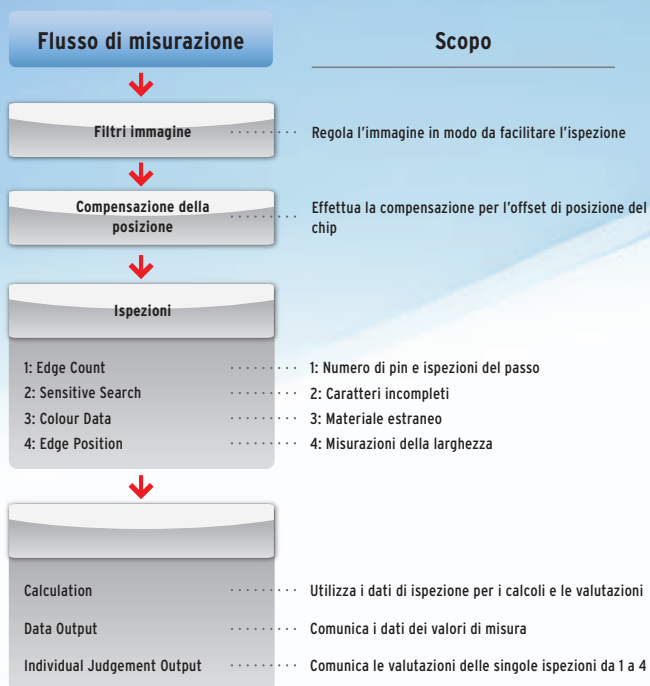 Flusso di misurazione
Scopo
Filtri immagine
Regola l'immagine in modo da facilitare l'ispezione
Compensazione della
posizione
Effettua la compensazione per l'offset di posizione del
chip
Ispezioni
1: Edge Count
1: Numero di pin e ispezioni del passo
2: Sensitive Search
2: Caratteri incompleti
3: Colour Data
3: Materiale estraneo
4: Edge Position
4: Misurazioni della larghezza
Calculation
Utilizza i dati di ispezione per i calcoli e le valutazioni
Data Output
Comunica i dati dei valori di misura
Individual Judgement Output
Comunica le valutazioni delle singole ispezioni da 1 a 4